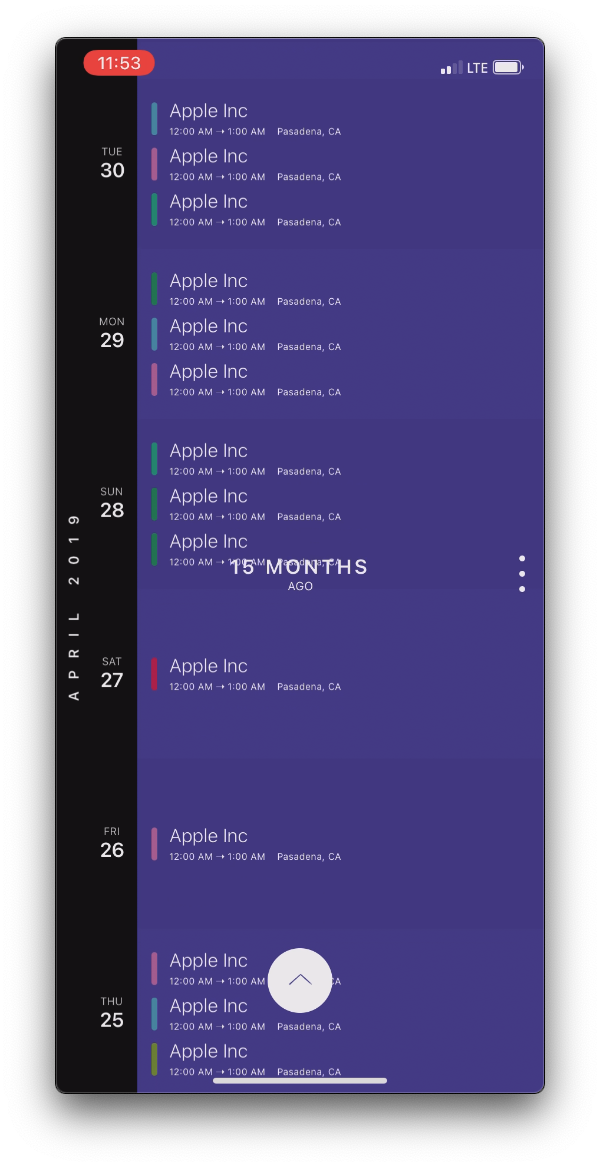 11:53
LTE
TUE
30
Apple Inc
12:00 AM → 1:00 AM Pasadena, CA
Apple Inc
12:00 AM → 1:00 AM Pasadena, CA
Apple Inc
12:00 AM → 1:00 AM Pasadena, CA
MON
29
Apple Inc
12:00 AM → 1:00 AM Pasadena, CA
Apple Inc
12:00 AM → 1:00 AM Pasadena, CA
Apple Inc
12:00 AM → 1:00 AM Pasadena, CA
APRIL 2019
SUN
28
Apple Inc
12:00 AM → 1:00 AM Pasadena, CA
Apple Inc
12:00 AM → 1:00 AM Pasadena, CA
Apple Inc
12:00 AM → 1:00 AM Pasadena, CA
15 MONTHS
AGO
SAT
27
Apple Inc
12:00 AM → 1:00 AM Pasadena, CA
FRI
26
Apple Inc
12:00 AM → 1:00 AM Pasadena, CA
THU
25
Apple Inc
12:00 AM → 1:00 AM CA
Apple Inc
12:00 AM → 1:00 AM Pasadena, CA
Apple Inc
12:00 AM → 1:00 AM Pasadena, CA